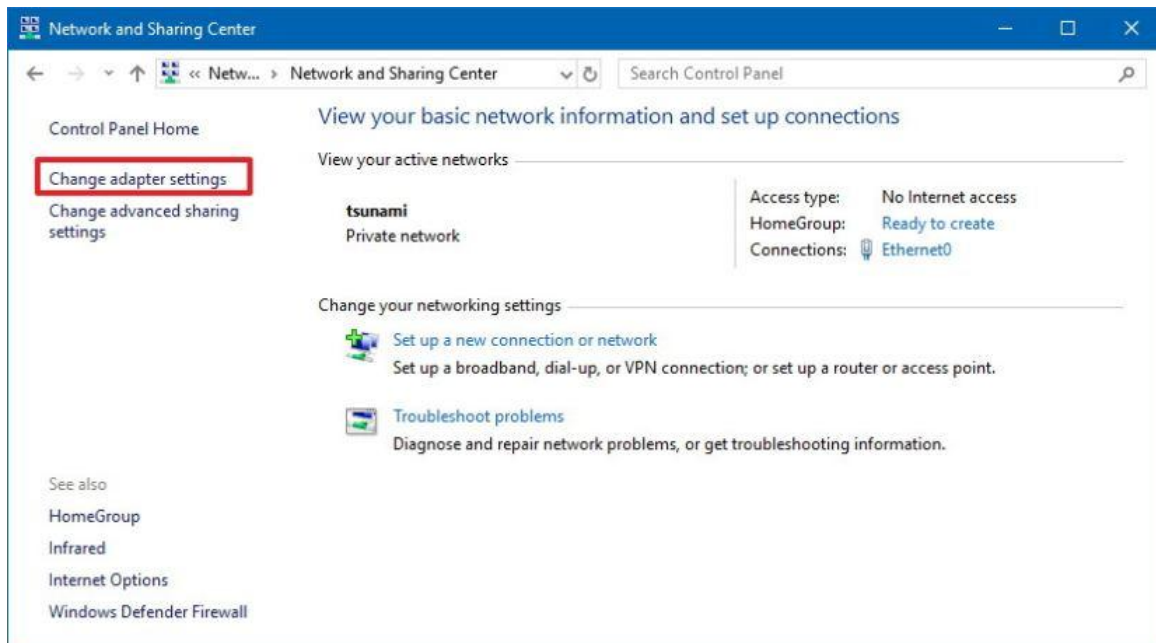 Network and Sharing Center
« Netw... > Network and Sharing Center
Search Control Panel
Control Panel Home
Change adapter settings
Change advanced sharing
settings
View your basic network information and set up connections
View your active networks
tsunami
Private network
Access type: No Internet access
HomeGroup: Ready to create
Connections: Ethernet0
Change your networking settings
Set up a new connection or network
Set up a broadband, dial-up, or VPN connection; or set up a router or access point.
Troubleshoot problems
Diagnose and repair network problems, or get troubleshooting information.
See also
HomeGroup
Infrared
Internet Options
Windows Defender Firewall